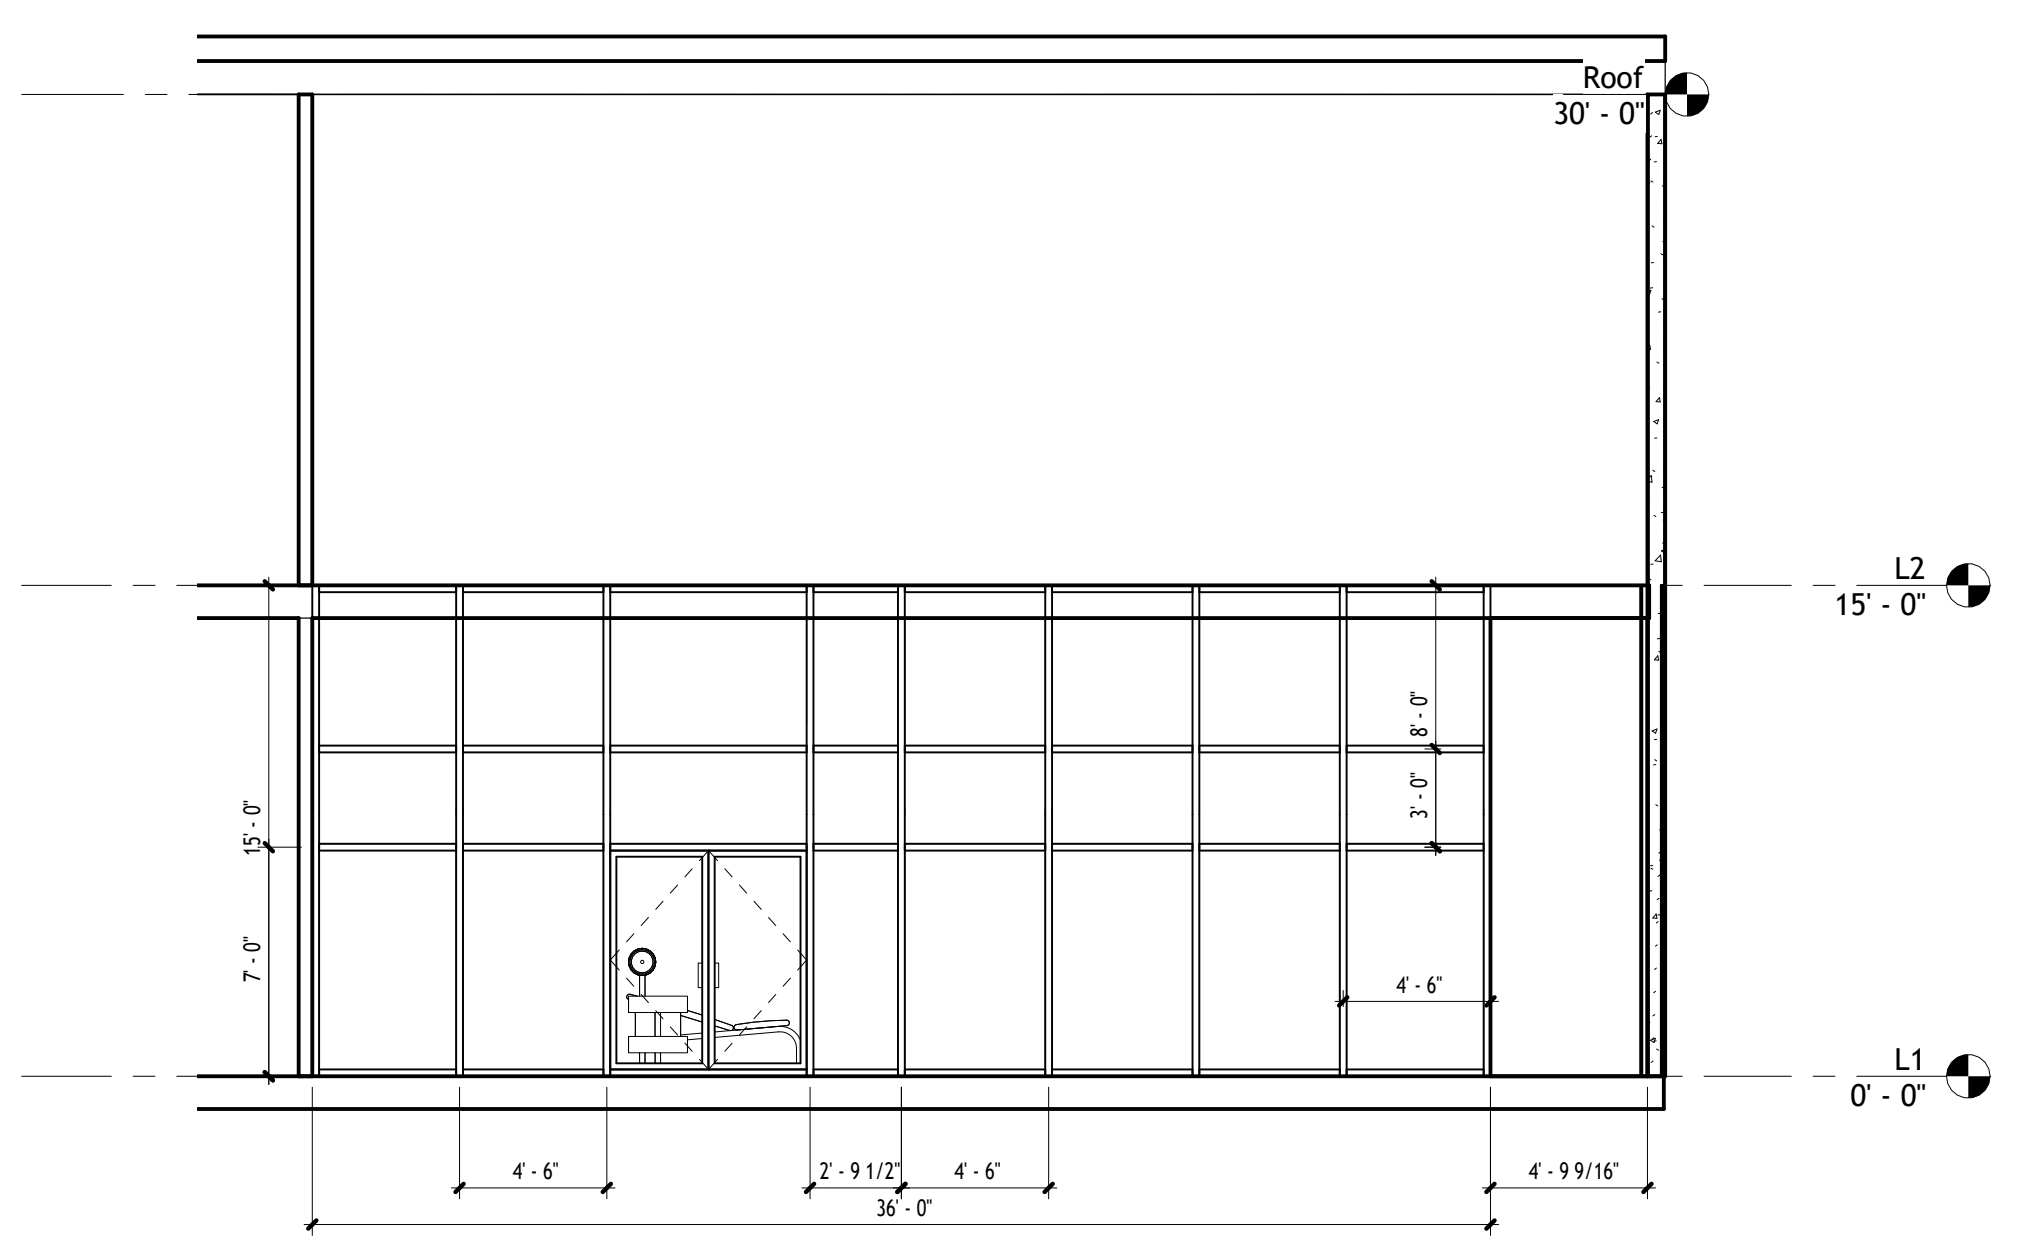 Roof
30' - 0"
L2
15' - 0"
8' - 0"
3' - 0"
15' - 0"
7' - 0"
4' - 6"
L1
0' - 0"
4' - 6"
2' - 9 1/2"
4' - 6"
4' - 9 9/16"
36' - 0"